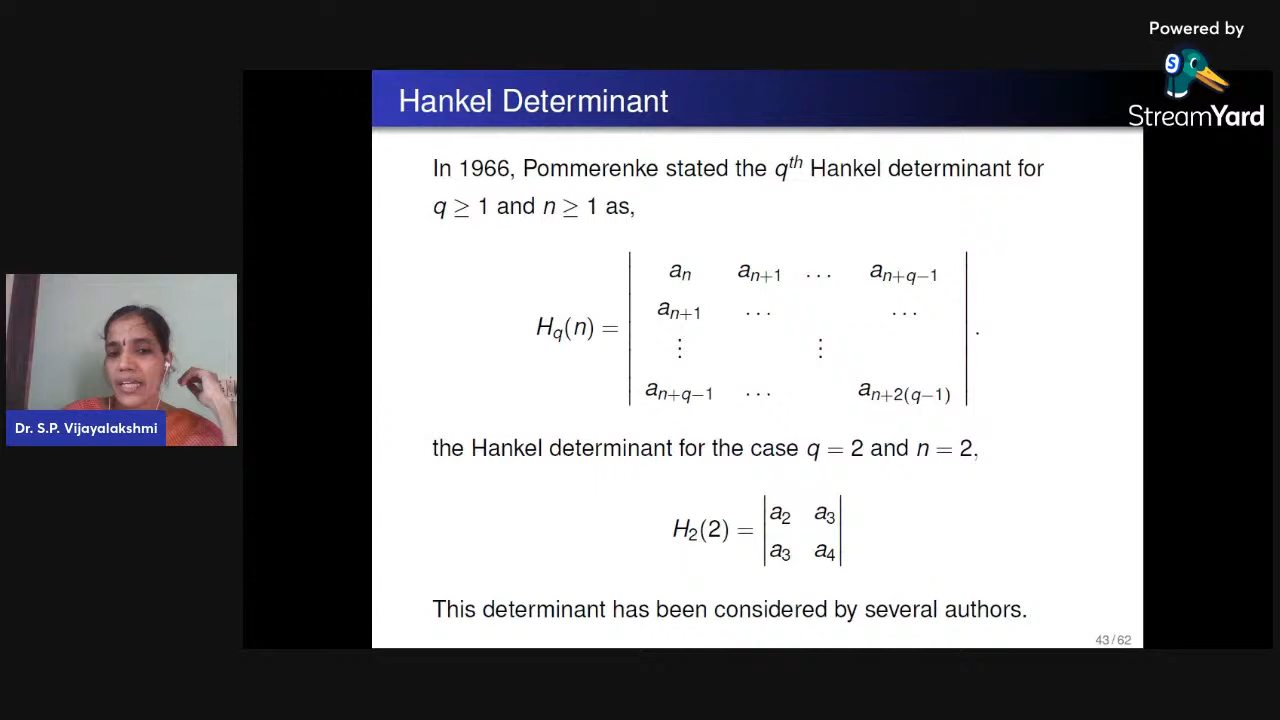 Powered by
StreamYard
Hankel Determinant
In 1966, Pommerenke stated the q^th Hankel determinant for
q ≥ 1 and n ≥ 1 as,
a_n a_{n+1} ... a_{n+q−1}
a_{n+1} ... ...
H_q(n) =
⋮ ⋮ .
a_{n+q−1} ... a_{n+2(q−1)}
the Hankel determinant for the case q = 2 and n = 2,
a_2 a_3
H_2(2) =
a_3 a_4
This determinant has been considered by several authors.
43 / 62
Dr. S.P. Vijayalakshmi